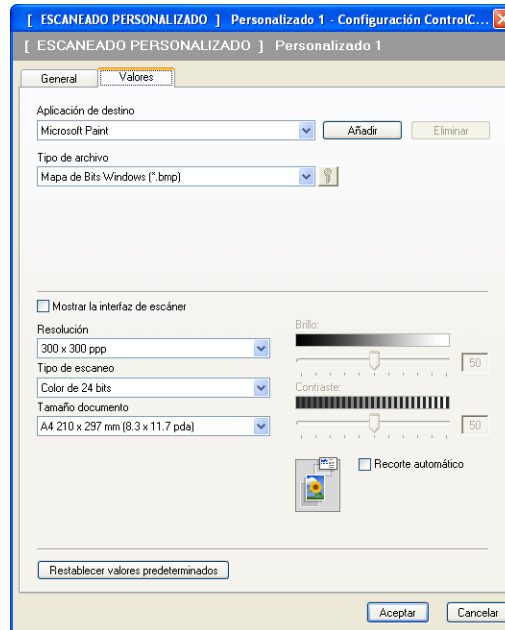 [ ESCANEADO PERSONALIZADO ] Personalizado 1 - Configuración ControlC...
[ ESCANEADO PERSONALIZADO ] Personalizado 1
General Valores
Aplicación de destino
Microsoft Paint Añadir Eliminar
Tipo de archivo
Mapa de Bits Windows (*.bmp)
Mostrar la interfaz de escáner
Resolución
300 x 300 ppp
Tipo de escaneo
Color de 24 bits
Tamaño documento
A4 210 x 297 mm (8.3 x 11.7 pda)
Brillo:
50
Contraste:
50
Recorte automático
Restablecer valores predeterminados
Aceptar Cancelar